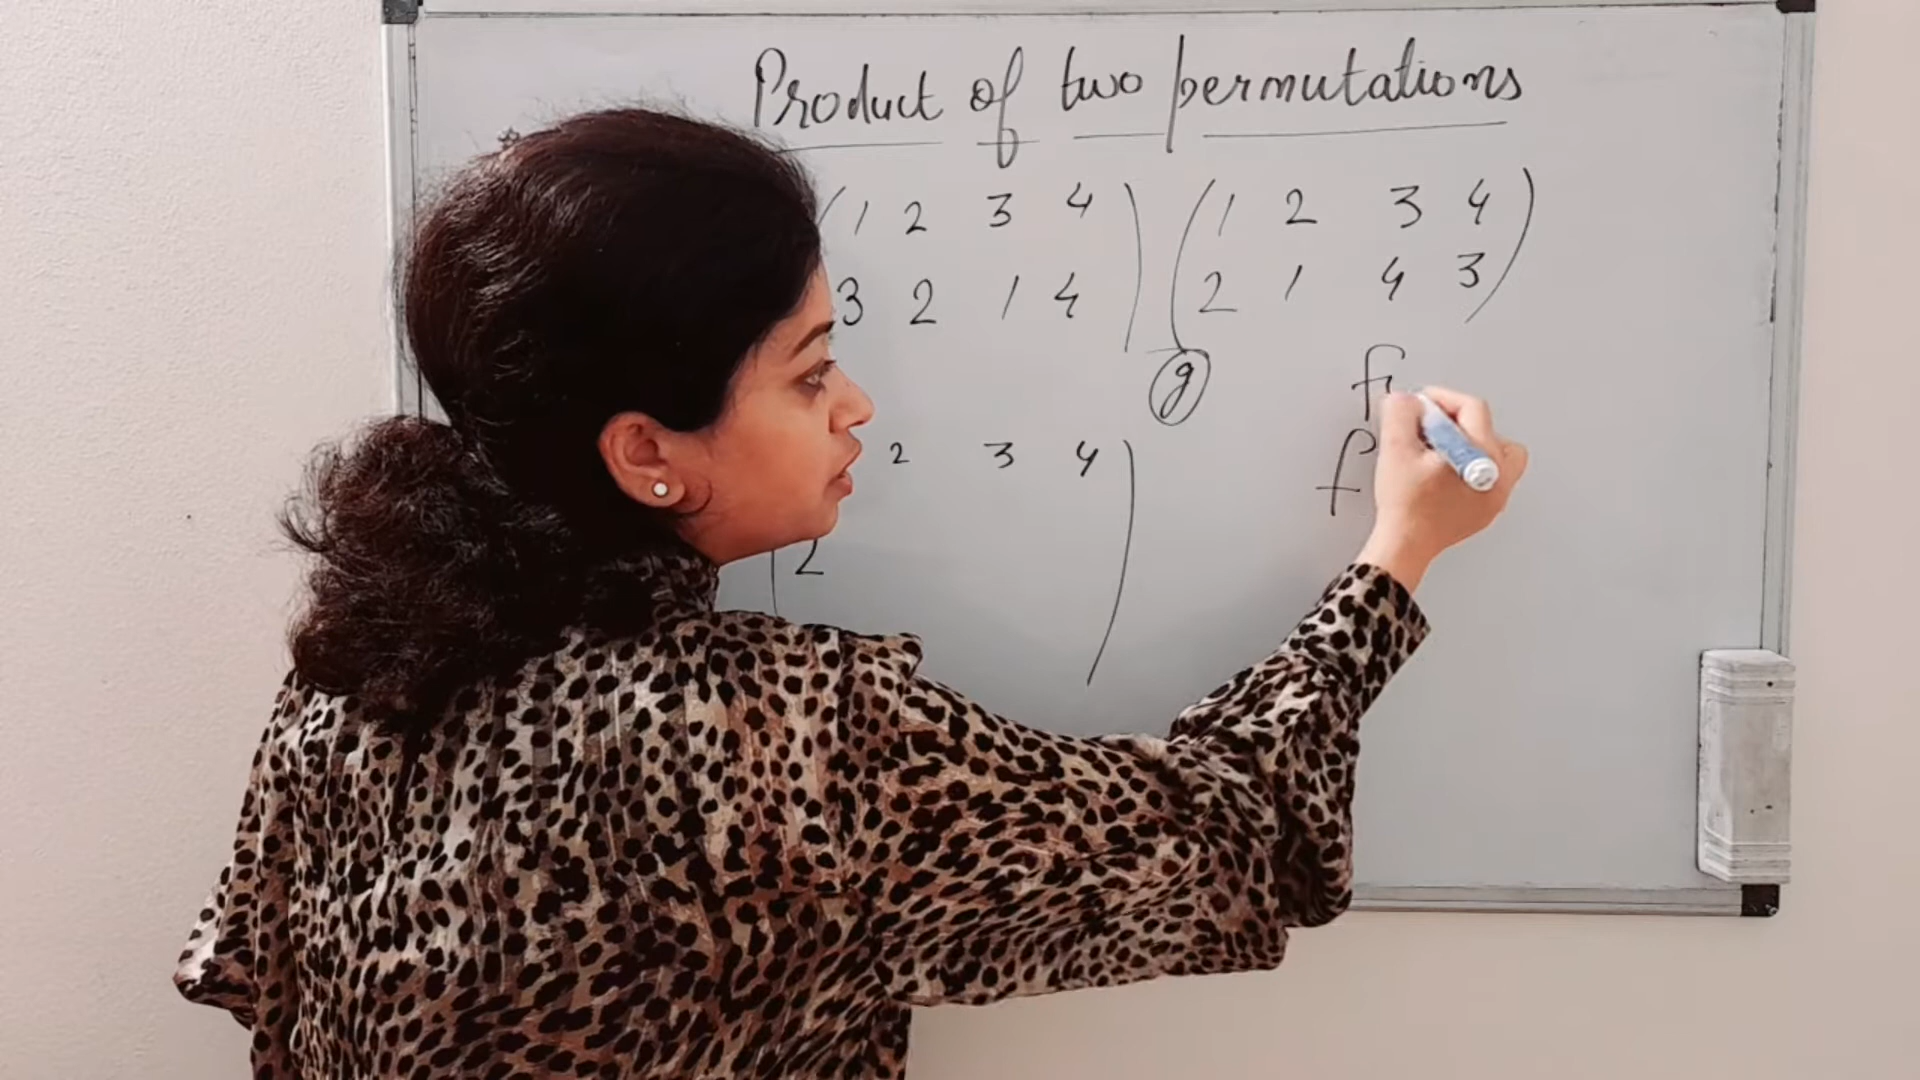 Product of two permutations
( 1 2 3 4 ) ( 1 2 3 4 )
3 2 1 4 2 1 4 3
g f
2 3 4 ) f
2